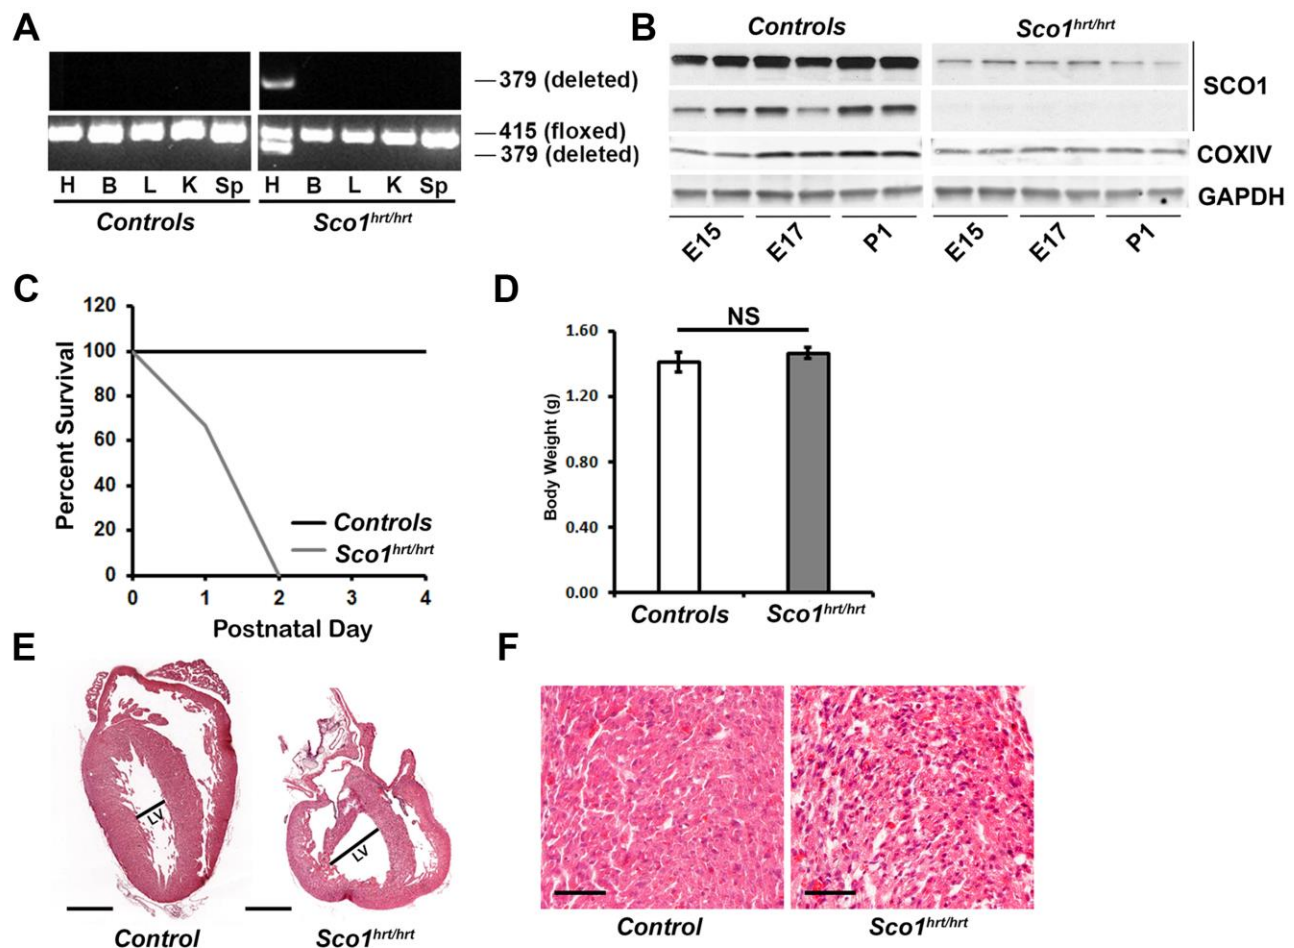 A
379 (deleted)
415 (floxed)
379 (deleted)
H B L K Sp H B L K Sp
Controls Sco1hrt/hrt
B
Controls Sco1hrt/hrt
SCO1
COXIV
GAPDH
E15 E17 P1 E15 E17 P1
C
120
100
80
60
40
20
0
0 1 2 3 4
Percent Survival
Postnatal Day
Controls
Sco1hrt/hrt
D
NS
1.60
1.20
0.80
0.40
0.00
Body Weight (g)
Controls Sco1hrt/hrt
E
LV LV
Control Sco1hrt/hrt
F
Control Sco1hrt/hrt